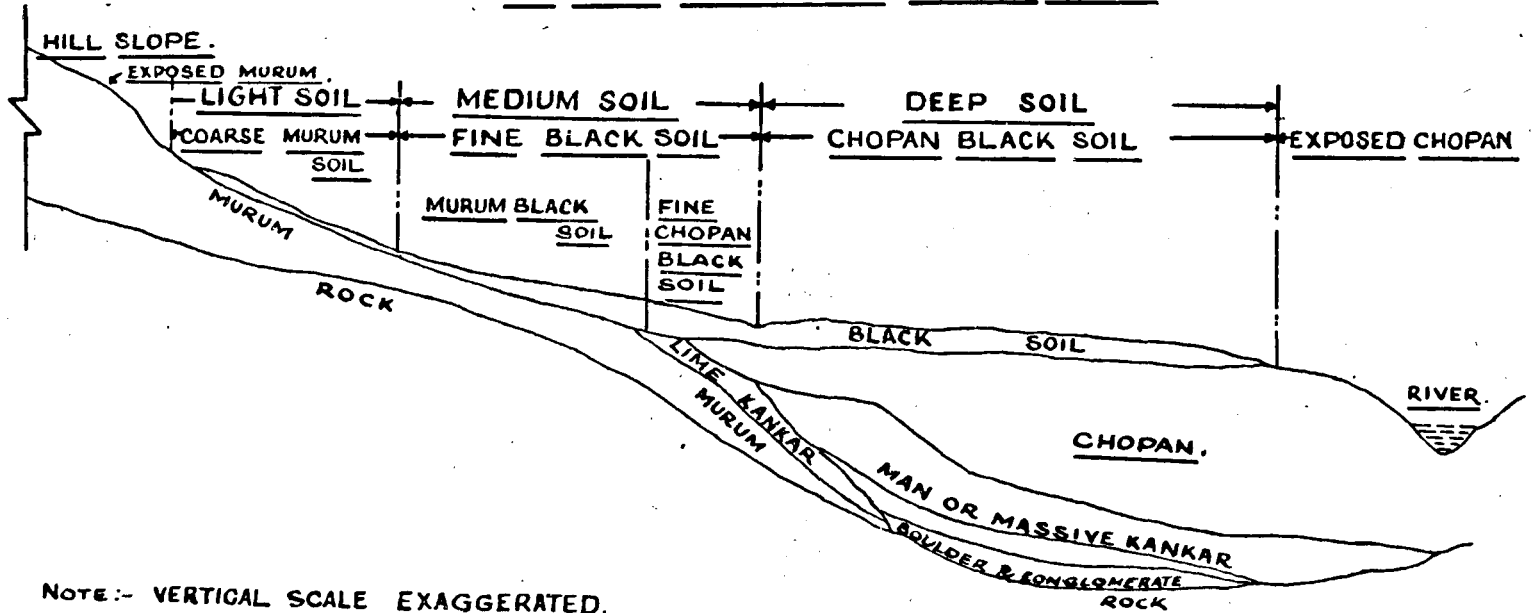 HILL SLOPE.
EXPOSED MURUM.
LIGHT SOIL
MEDIUM SOIL
DEEP SOIL
COARSE MURUM
SOIL
FINE BLACK SOIL
CHOPAN BLACK SOIL
EXPOSED CHOPAN
MURUM BLACK
SOIL
FINE
CHOPAN
BLACK
SOIL
MURUM
ROCK
BLACK SOIL
RIVER.
LIME KANKAR
MURUM
CHOPAN.
MAN OR MASSIVE KANKAR
BOULDER & CONGLOMERATE
ROCK
NOTE:- VERTICAL SCALE EXAGGERATED.